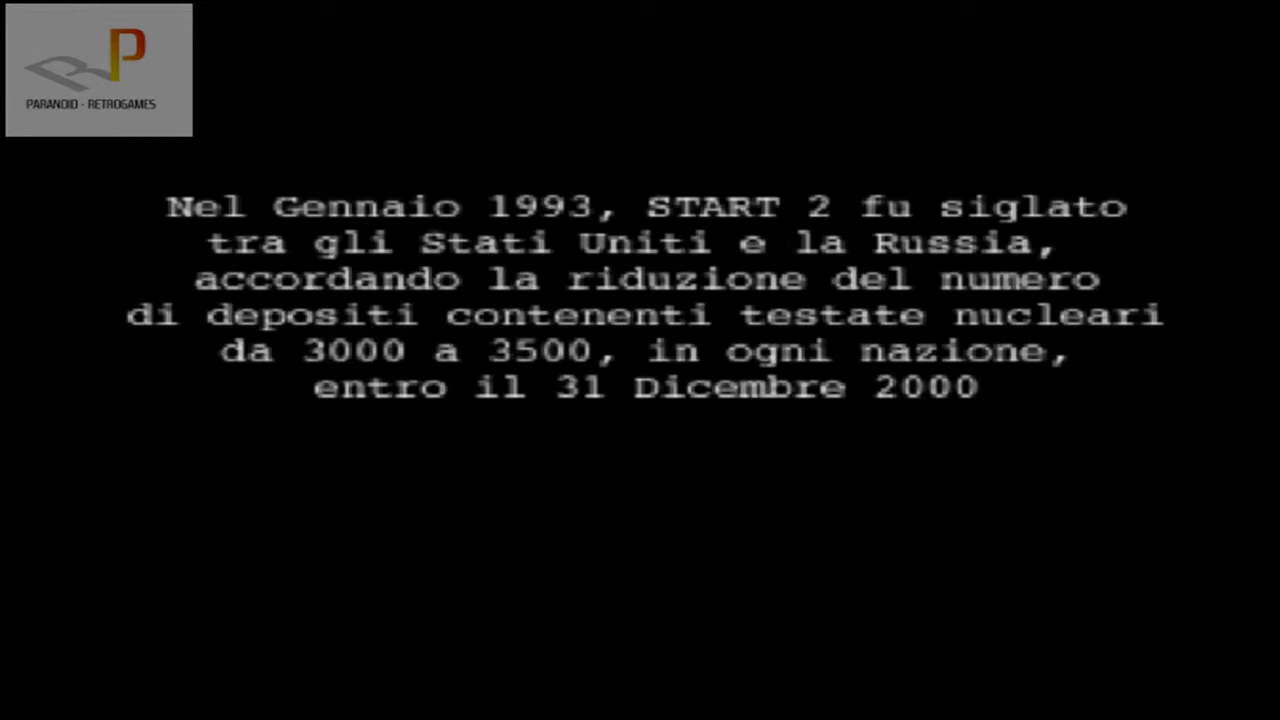 P
PARANOID - RETROGAMES
Nel Gennaio 1993, START 2 fu siglato
tra gli Stati Uniti e la Russia,
accordando la riduzione del numero
di depositi contenenti testate nucleari
da 3000 a 3500, in ogni nazione,
entro il 31 Dicembre 2000